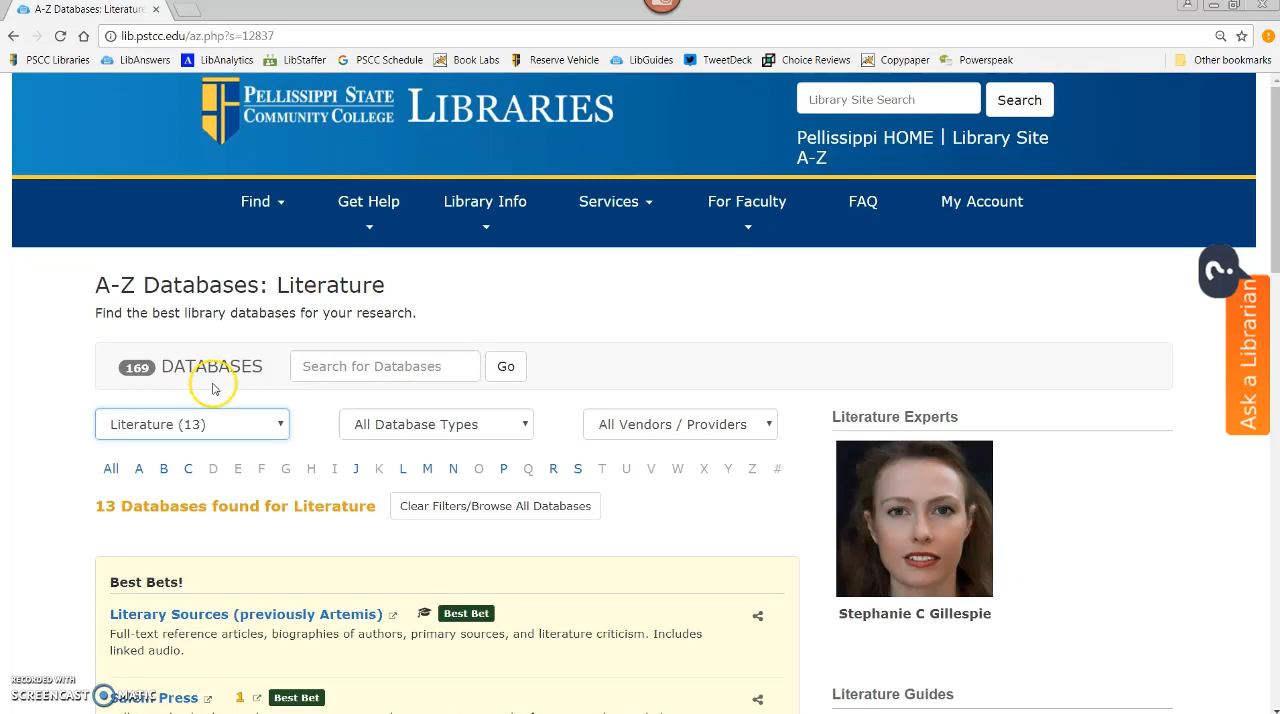 A-Z Databases: Literature
lib.pstcc.edu/az.php?s=12837
PSCC Libraries LibAnswers LibAnalyt LibStaffer PSCC Schedule Book Labs Reserve Vehicle LibGuides TweetDeck Choice Reviews Copypaper Powerspeak Other bookmarks
PELLISSIPPI STATE
COMMUNITY COLLEGE
LIBRARIES
Library Site Search Search
Pellissippi HOME | Library Site
A-Z
Find Get Help Library Info Services For Faculty FAQ My Account
Ask a Librarian
A-Z Databases: Literature
Find the best library databases for your research.
169 DATABASES Search for Databases Go
Literature (13) All Database Types All Vendors / Providers
All A B C D E F G H I J K L M N O P Q R S T U V W X Y Z #
13 Databases found for Literature Clear Filters/Browse All Databases
Best Bets!
Literary Sources (previously Artemis) Best Bet
Full-text reference articles, biographies of authors, primary sources, and literature criticism. Includes
linked audio.
Salem Press 1 Best Bet
Literature Experts
Stephanie C Gillespie
Literature Guides
RECORDED WITH
SCREENCAST MATIC